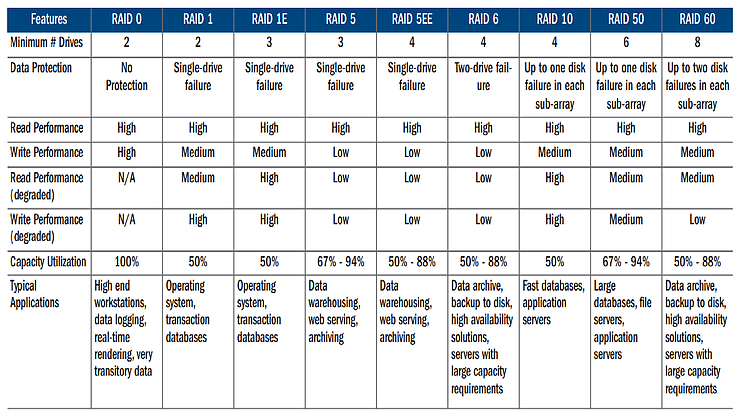 Features RAID 0 RAID 1 RAID 1E RAID 5 RAID 5EE RAID 6 RAID 10 RAID 50 RAID 60
Minimum # Drives 2 2 3 3 4 4 4 6 8
Data Protection No Single-drive Single-drive Single-drive Single-drive Two-drive fail- Up to one disk Up to one disk Up to two disk
Protection failure failure failure failure ure failure in each failure in each failures in each
sub-array sub-array sub-array
Read Performance High High High High High High High High High
Write Performance High Medium Medium Low Low Low Medium Medium Medium
Read Performance N/A Medium High Low Low Low High Medium Medium
(degraded)
Write Performance N/A High High Low Low Low High Medium Low
(degraded)
Capacity Utilization 100% 50% 50% 67% - 94% 50% - 88% 50% - 88% 50% 67% - 94% 50% - 88%
Typical High end Operating Operating Data Data Data archive, Fast databases, Large Data archive,
Applications workstations, system, system, warehousing, warehousing, backup to disk, application databases, file backup to disk,
data logging, transaction transaction web serving, web serving, high availability servers servers, high availability
real-time databases databases archiving archiving solutions, application solutions,
rendering, very servers with servers servers with
transitory data large capacity large capacity
requirements requirements